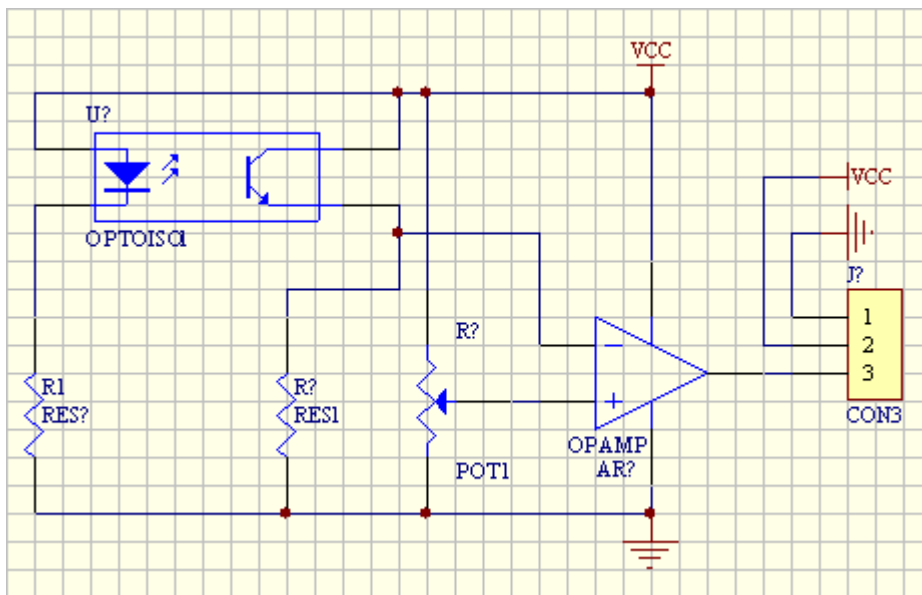 VCC
U?
VCC
OPTOISO1
J?
1
R?
2
R1
R?
3
RES?
RES1
CON3
OPAMP
POT1
AR?
−
+